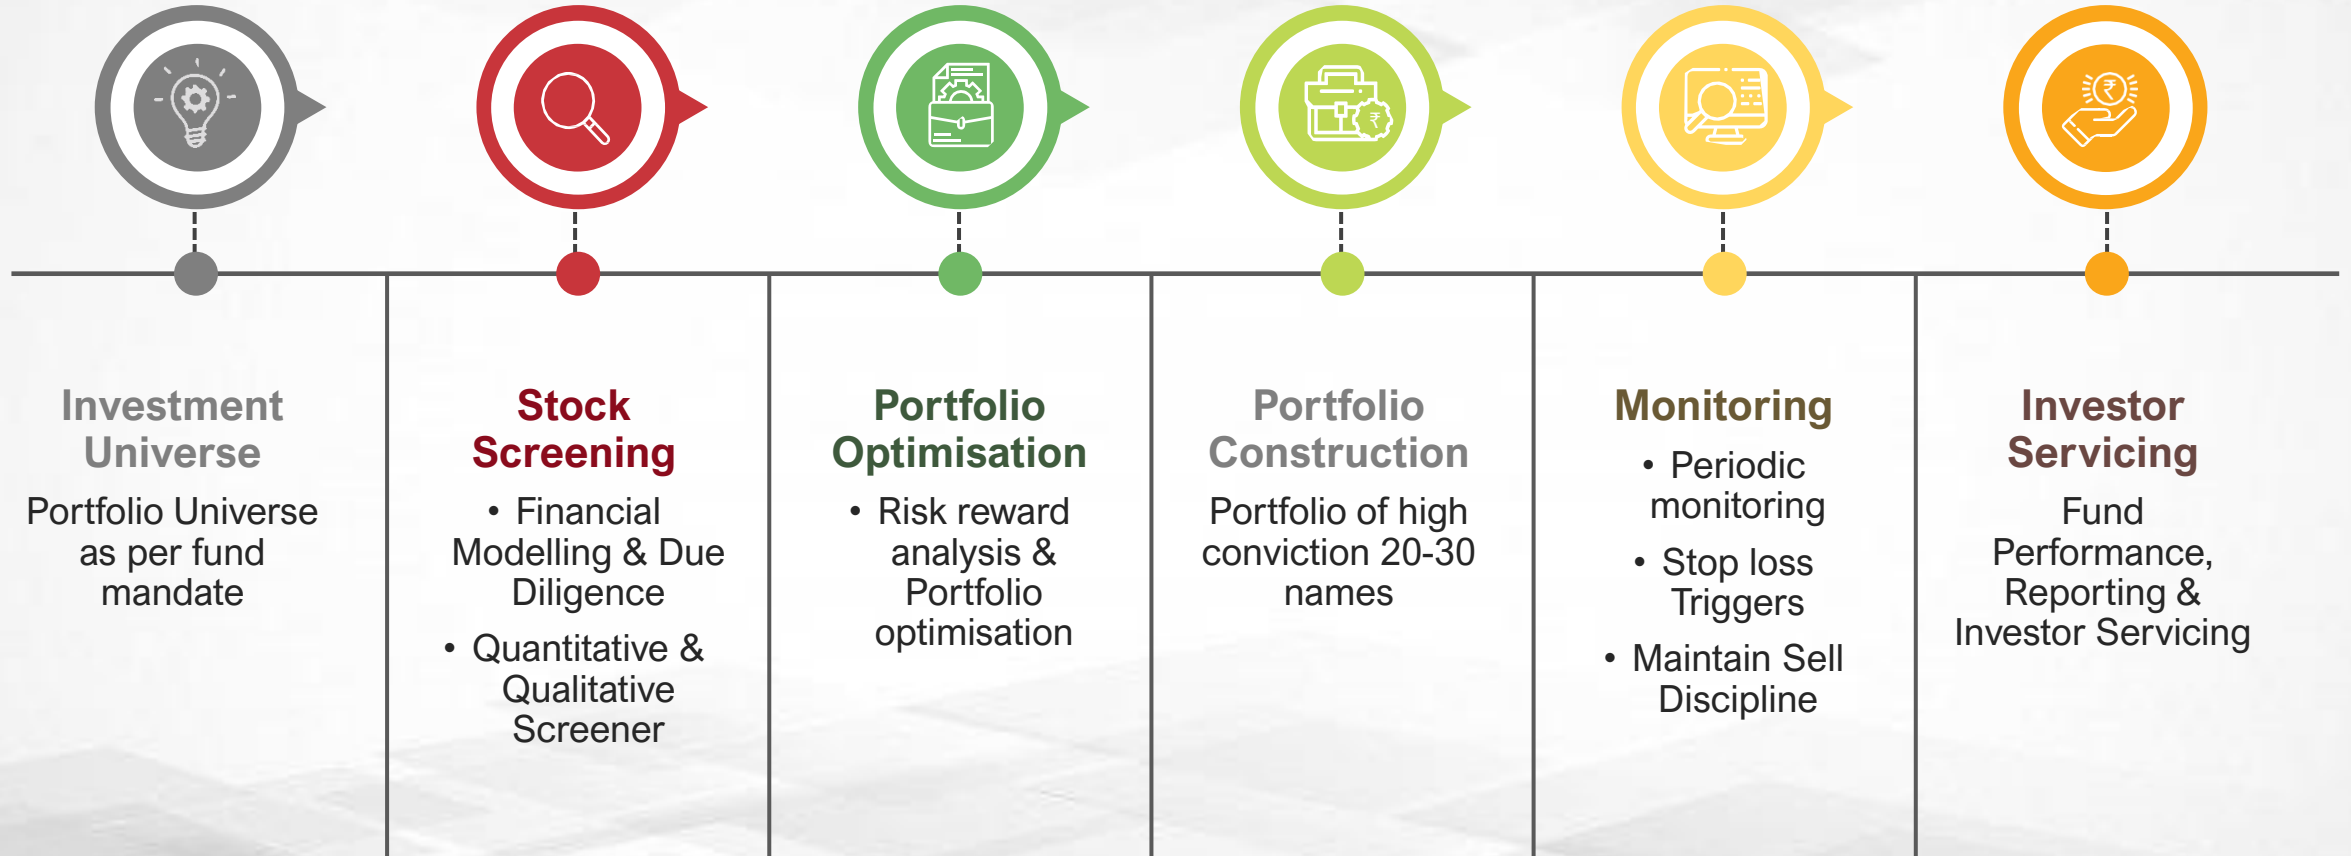 Investment
Universe
Portfolio Universe
as per fund
mandate
Stock
Screening
• Financial
Modelling & Due
Diligence
• Quantitative &
Qualitative
Screener
Portfolio
Optimisation
• Risk reward
analysis &
Portfolio
optimisation
Portfolio
Construction
Portfolio of high
conviction 20-30
names
Monitoring
• Periodic
monitoring
• Stop loss
Triggers
• Maintain Sell
Discipline
Investor
Servicing
Fund
Performance,
Reporting &
Investor Servicing
₹
₹